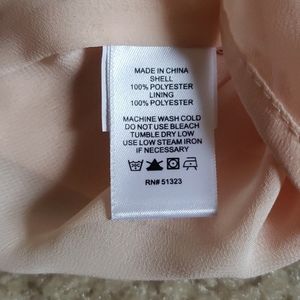 MADE IN CHINA
SHELL
100% POLYESTER
LINING
100% POLYESTER
MACHINE WASH COLD
DO NOT USE BLEACH
TUMBLE DRY LOW
USE LOW STEAM IRON
IF NECESSARY
RN# 51323